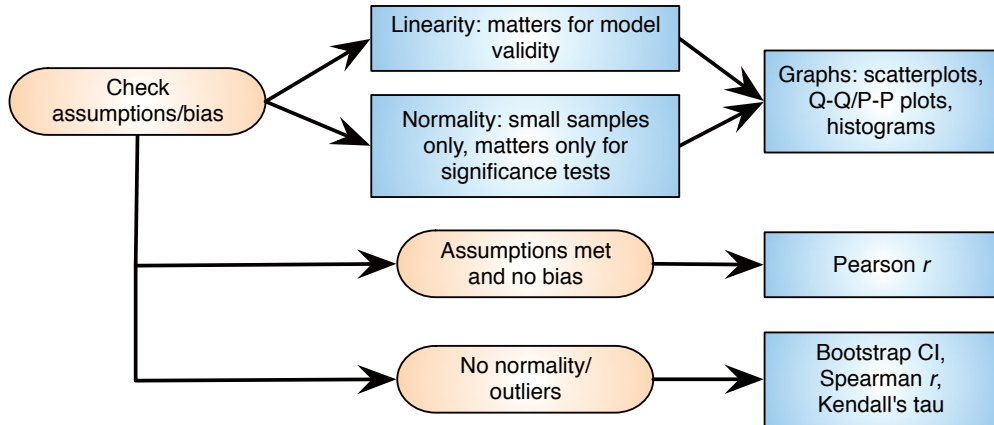 Check
assumptions/bias
Linearity: matters for model
validity
Normality: small samples
only, matters only for
significance tests
Graphs: scatterplots,
Q-Q/P-P plots,
histograms
Assumptions met
and no bias
Pearson r
No normality/
outliers
Bootstrap CI,
Spearman r,
Kendall's tau